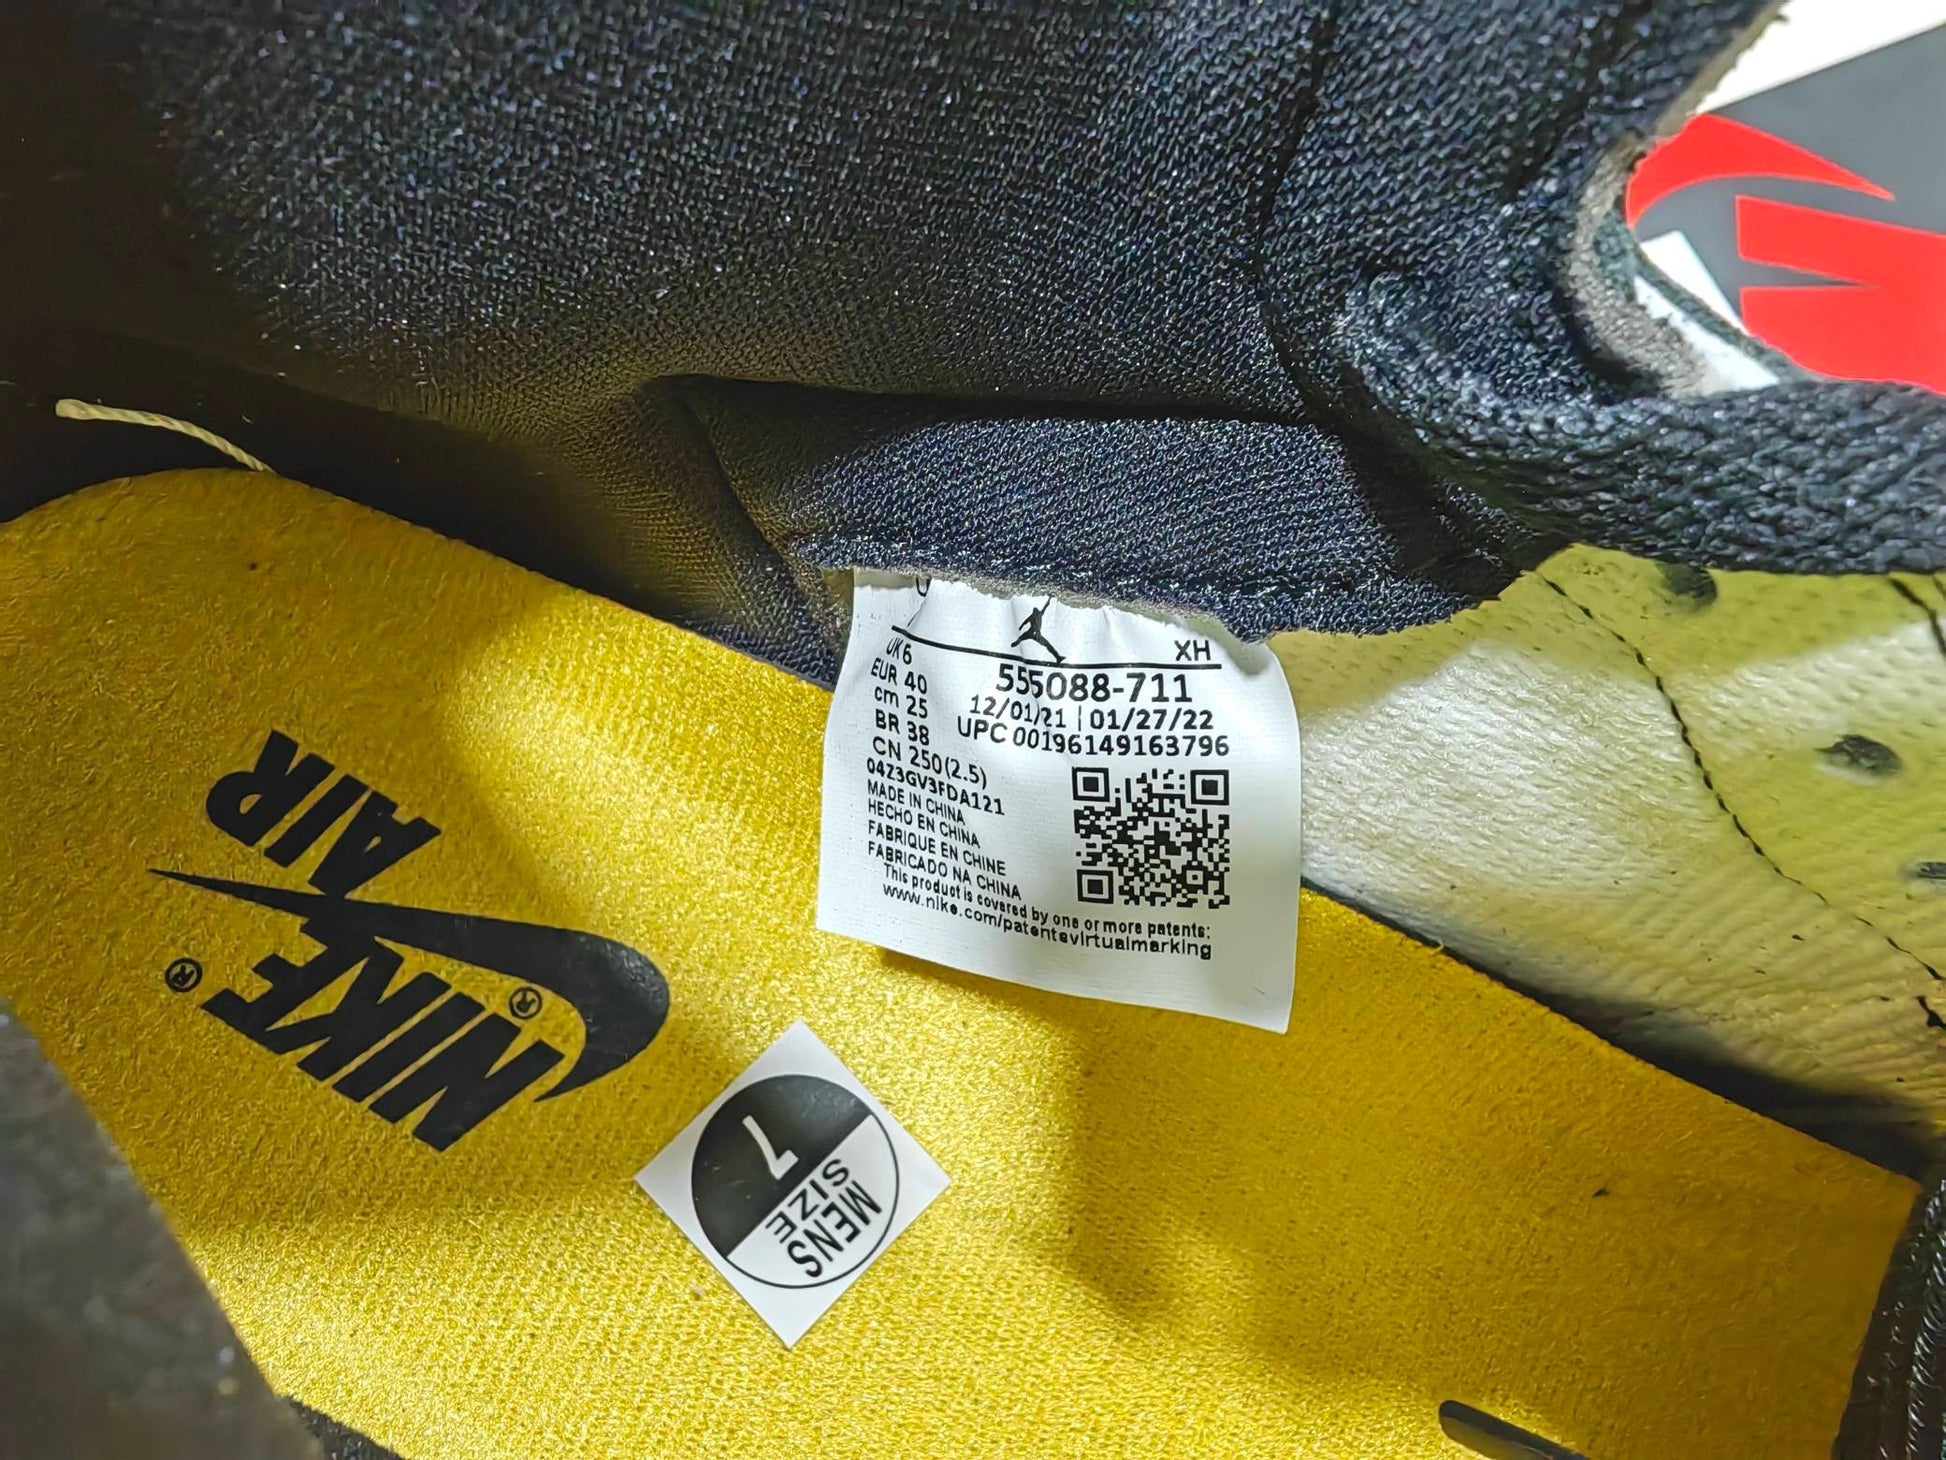 XH
UK 6
EUR 40
cm 25
BR 38
CN 250(2.5)
555088-711
12/01/21 | 01/27/22
UPC 00196149163796
04Z3GV3FDA121
MADE IN CHINA
HECHO EN CHINA
FABRIQUE EN CHINE
FABRICADO NA CHINA
This product is covered by one or more patents:
www.nike.com/patentsvirtualmarking
NIKE®
®
AIR
7
MENS
SIZE